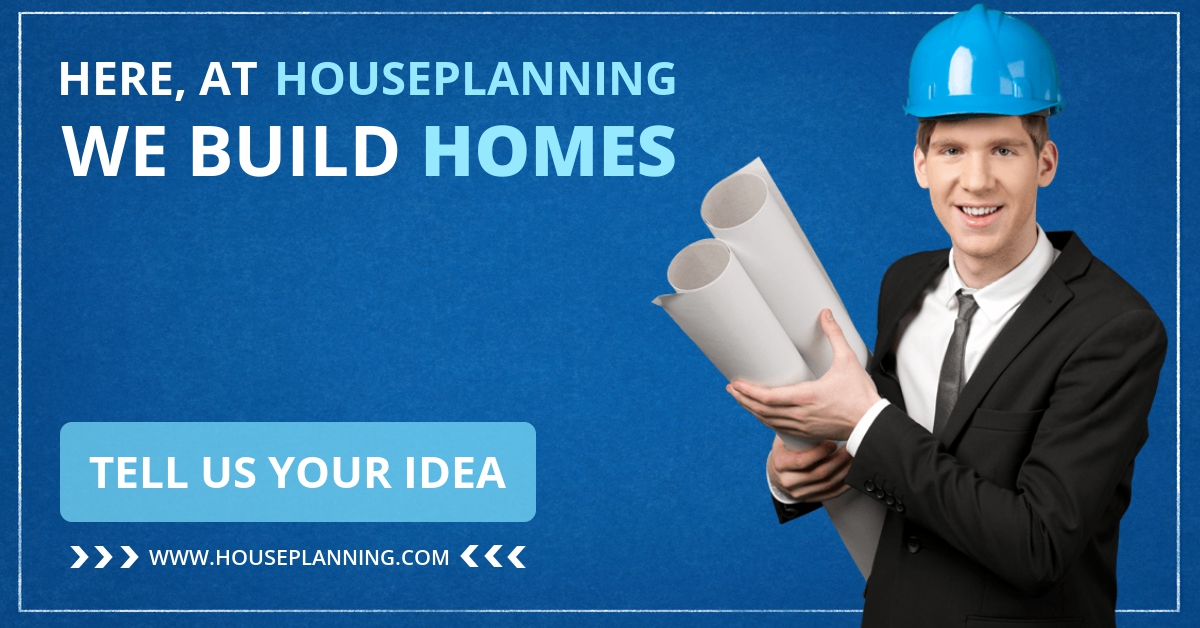 HERE, AT HOUSEPLANNING
WE BUILD HOMES
TELL US YOUR IDEA
WWW.HOUSEPLANNING.COM